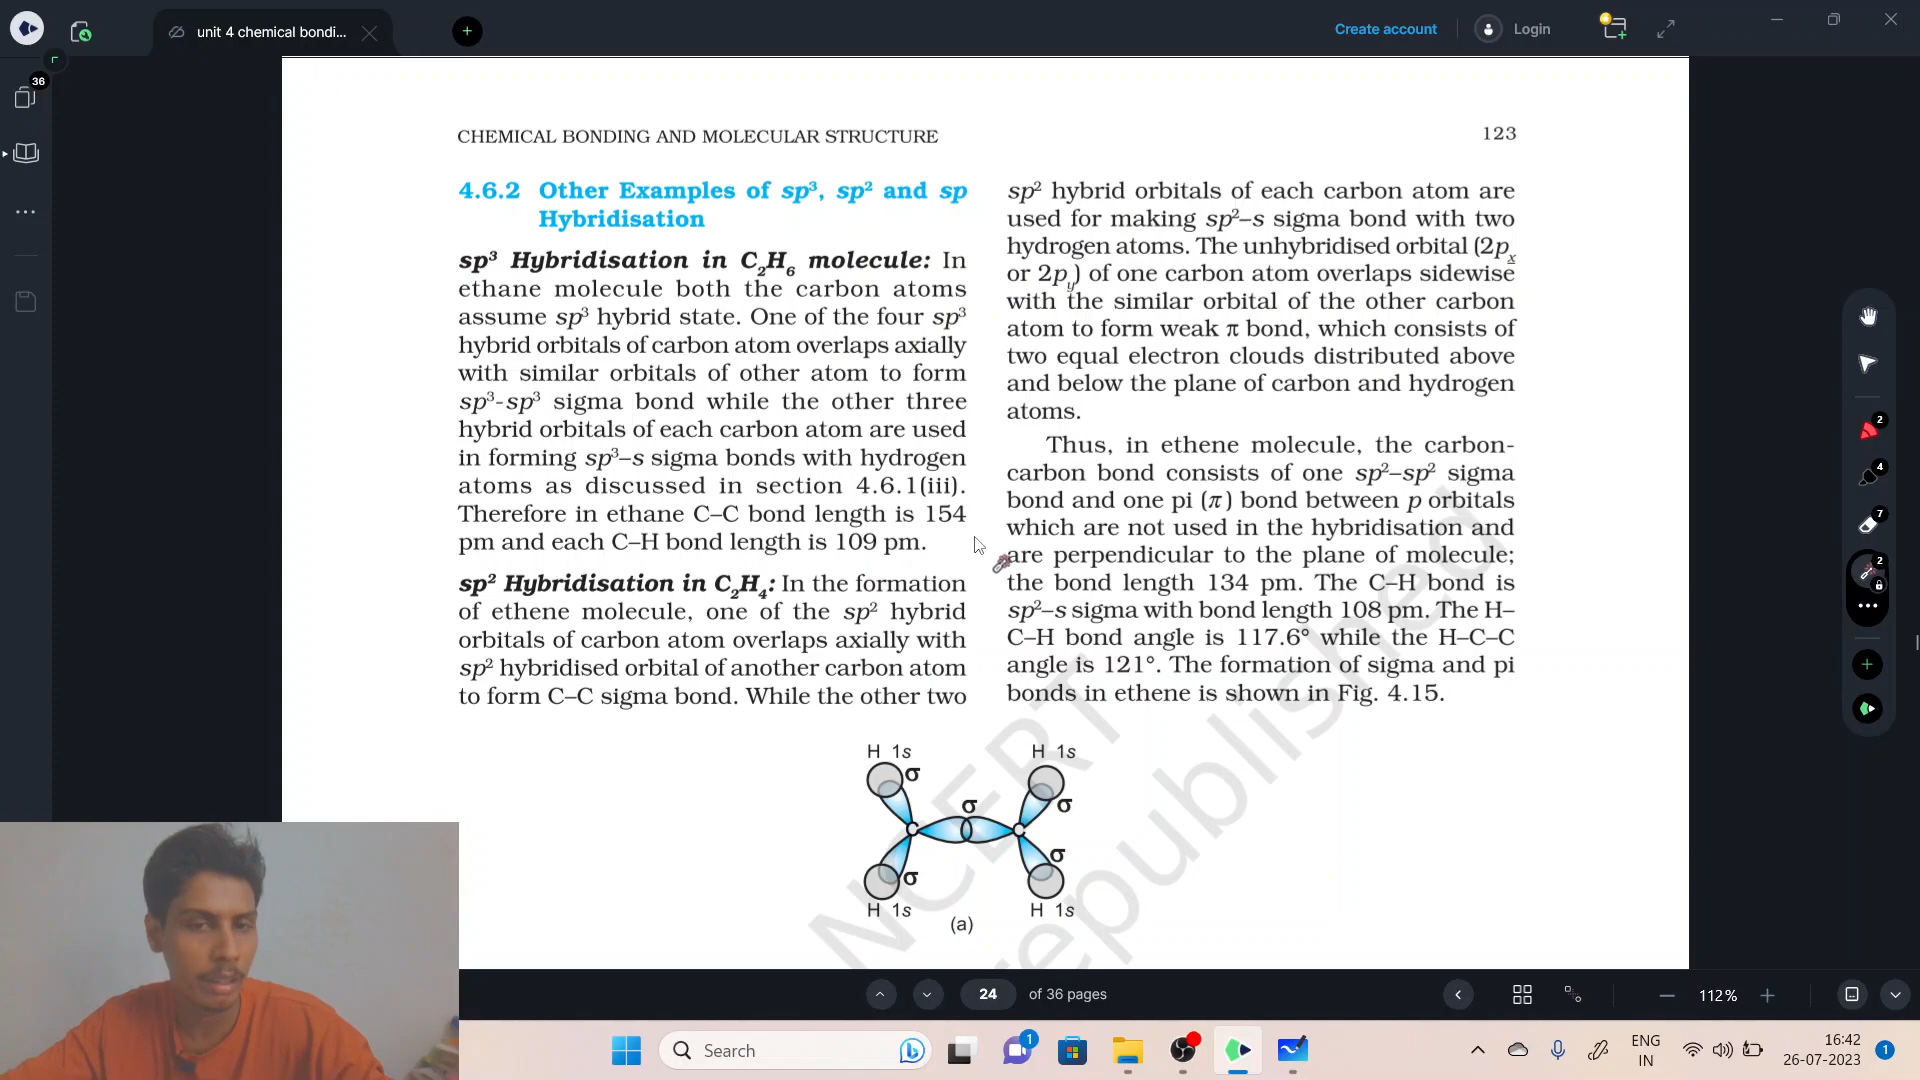 unit 4 chemical bondi...
Create account
Login
36
CHEMICAL BONDING AND MOLECULAR STRUCTURE
123
4.6.2 Other Examples of sp³, sp² and sp
Hybridisation
sp³ Hybridisation in C₂H₆ molecule: In
ethane molecule both the carbon atoms
assume sp³ hybrid state. One of the four sp³
hybrid orbitals of carbon atom overlaps axially
with similar orbitals of other atom to form
sp³-sp³ sigma bond while the other three
hybrid orbitals of each carbon atom are used
in forming sp³–s sigma bonds with hydrogen
atoms as discussed in section 4.6.1(iii).
Therefore in ethane C–C bond length is 154
pm and each C–H bond length is 109 pm.
sp² Hybridisation in C₂H₄: In the formation
of ethene molecule, one of the sp² hybrid
orbitals of carbon atom overlaps axially with
sp² hybridised orbital of another carbon atom
to form C–C sigma bond. While the other two
sp² hybrid orbitals of each carbon atom are
used for making sp²–s sigma bond with two
hydrogen atoms. The unhybridised orbital (2pₓ
or 2py) of one carbon atom overlaps sidewise
with the similar orbital of the other carbon
atom to form weak π bond, which consists of
two equal electron clouds distributed above
and below the plane of carbon and hydrogen
atoms.
Thus, in ethene molecule, the carbon-
carbon bond consists of one sp²–sp² sigma
bond and one pi (π) bond between p orbitals
which are not used in the hybridisation and
are perpendicular to the plane of molecule;
the bond length 134 pm. The C–H bond is
sp²–s sigma with bond length 108 pm. The H–
C–H bond angle is 117.6° while the H–C–C
angle is 121°. The formation of sigma and pi
bonds in ethene is shown in Fig. 4.15.
H 1s
H 1s
σ
σ
σ
C
C
σ
σ
H 1s
H 1s
(a)
NCERT
republished
2
4
7
2
24 of 36 pages
112%
Search
1
ENG
IN
16:42
26-07-2023
1